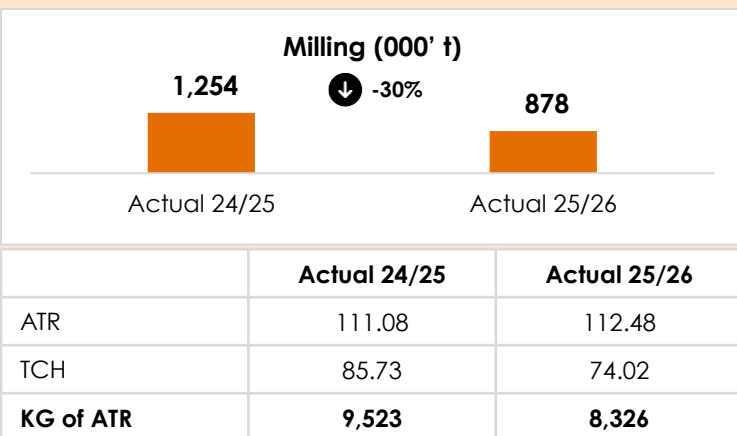 Milling (000' t)
1,254
-30%
878
Actual 24/25
Actual 25/26
Actual 24/25 Actual 25/26
ATR 111.08 112.48
TCH 85.73 74.02
KG of ATR 9,523 8,326